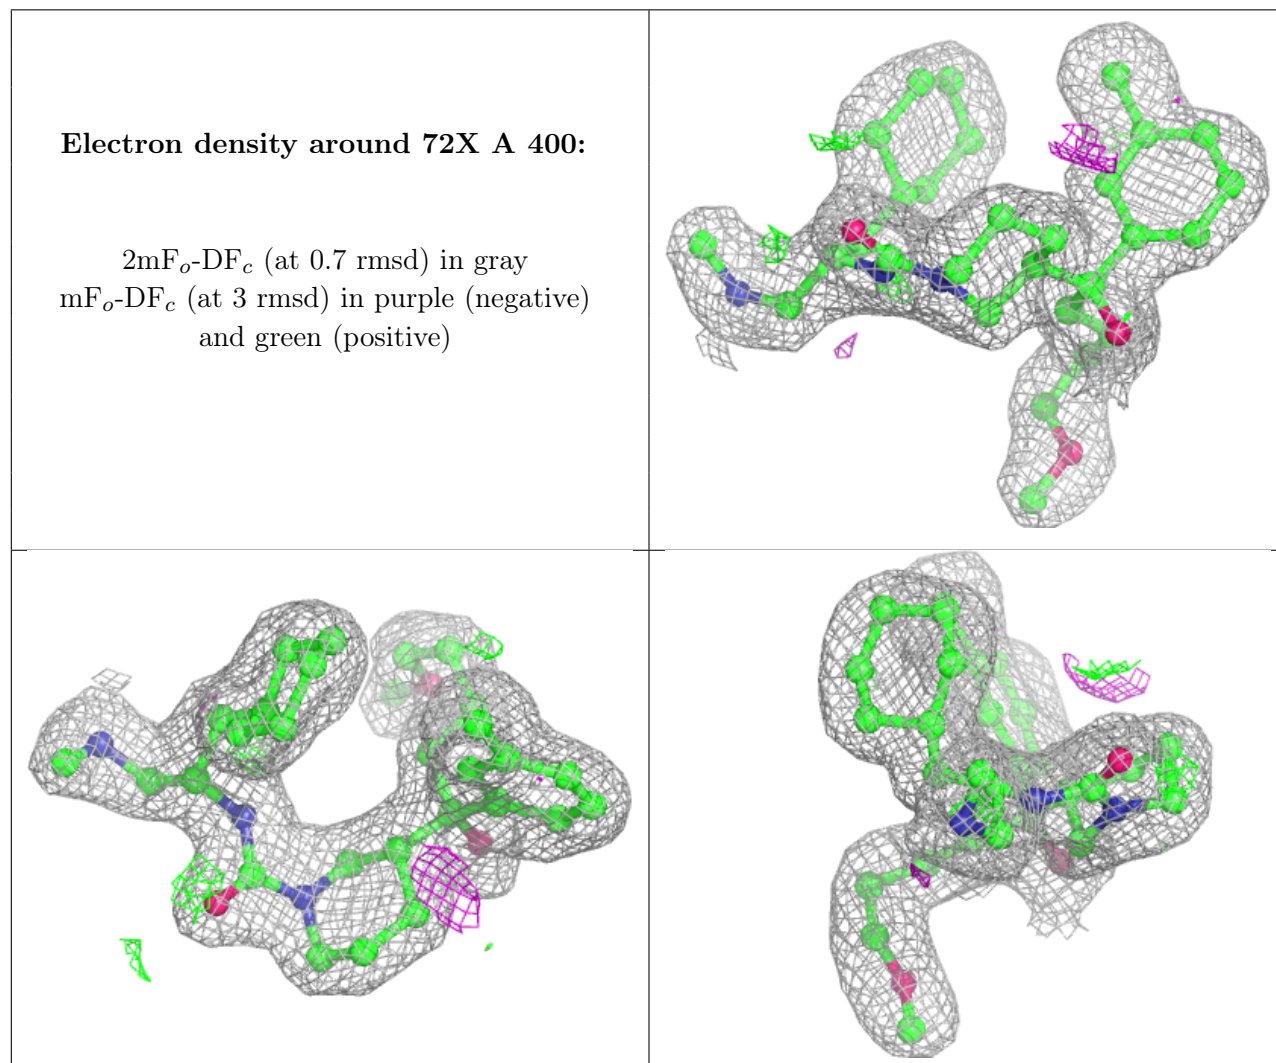 Electron density around 72X A 400:
2mFo-DFc (at 0.7 rmsd) in gray
mFo-DFc (at 3 rmsd) in purple (negative)
and green (positive)